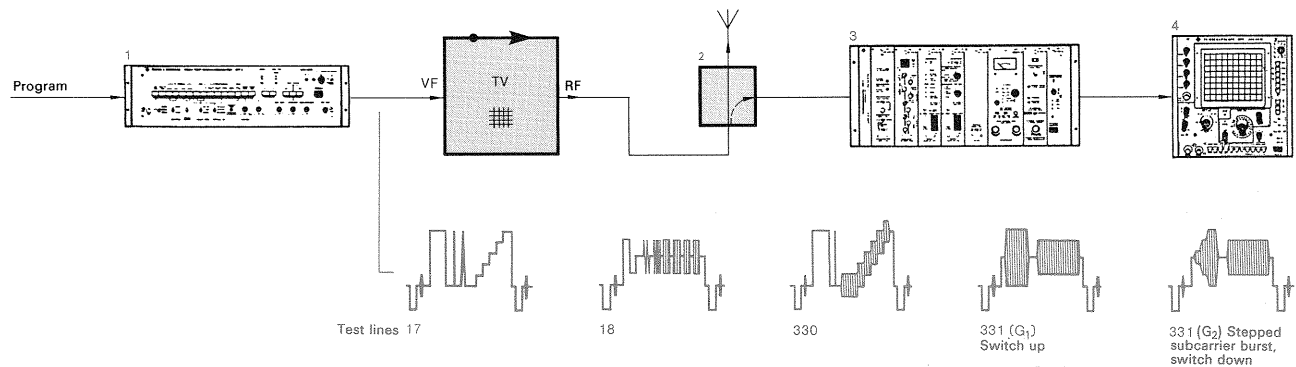 1
2
3
4
Program
VF
TV
RF
Test lines 17
18
330
331 (G₁)
Switch up
331 (G₂) Stepped
subcarrier burst,
switch down